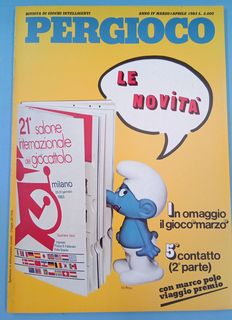 RIVISTA DI GIOCHI INTELLIGENTI
ANNO IV MARZO/APRILE 1983 L. 3.000
PERGIOCO
LE
NOVITÀ
21° salone
internazionale
del giocattolo
milano
In omaggio
il gioco "marzo"
5° contatto
(2ª parte)
con marco polo
viaggio premio